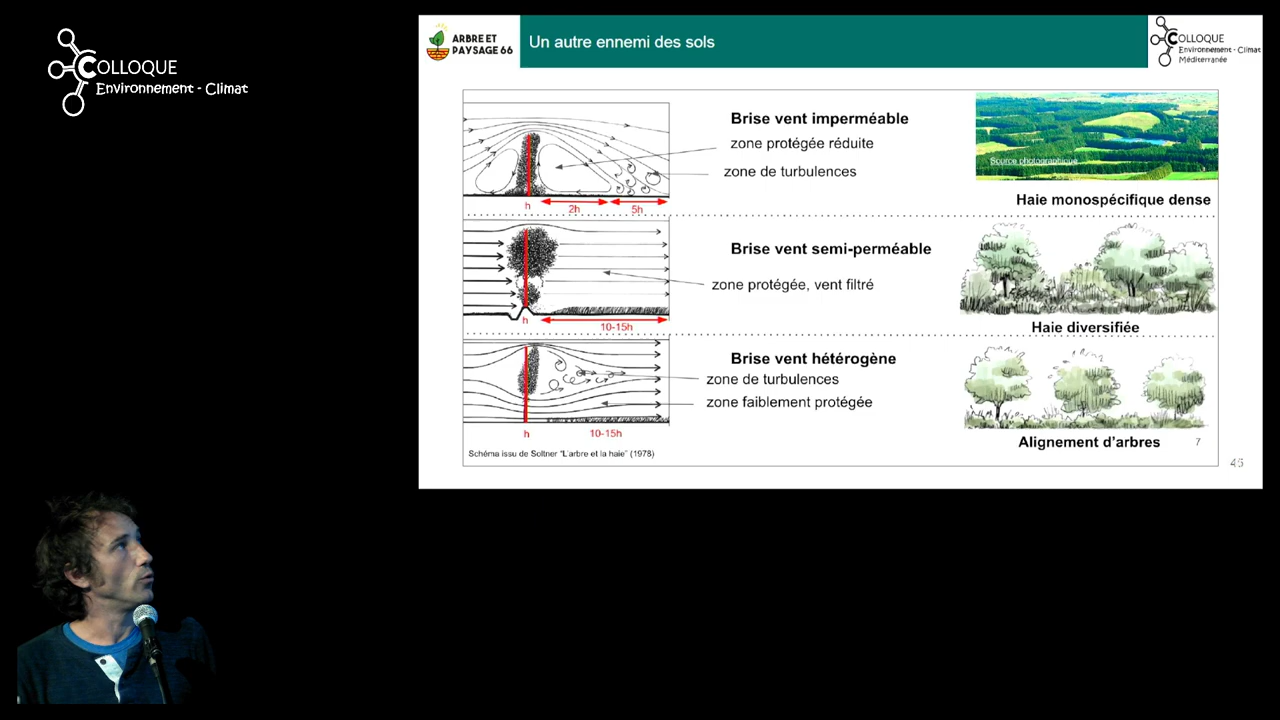 COLLOQUE
Environnement - Climat
ARBRE ET
PAYSAGE 66
Un autre ennemi des sols
COLLOQUE
Environnement - Climat
Méditerranée
Brise vent imperméable
zone protégée réduite
zone de turbulences
h
2h
5h
Source photographique
Haie monospécifique dense
Brise vent semi-perméable
zone protégée, vent filtré
h
10-15h
Haie diversifiée
Brise vent hétérogène
zone de turbulences
zone faiblement protégée
h
10-15h
Alignement d'arbres
7
Schéma issu de Soltner "L'arbre et la haie" (1978)
46